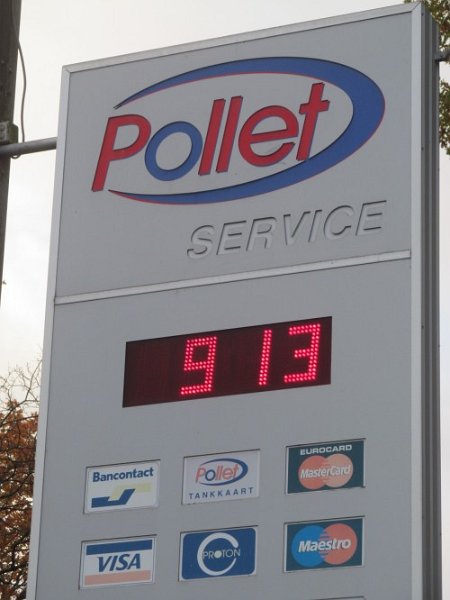 Pollet
SERVICE
9 13
Bancontact
Pollet
TANKKAART
EUROCARD
MasterCard
VISA
PROTON
Maestro